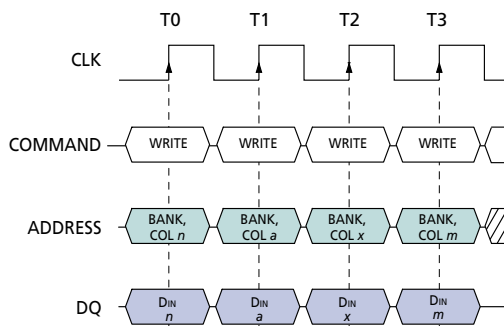 T0 T1 T2 T3
CLK
COMMAND WRITE WRITE WRITE WRITE
ADDRESS BANK, COL n BANK, COL a BANK, COL x BANK, COL m
DQ DIN n DIN a DIN x DIN m